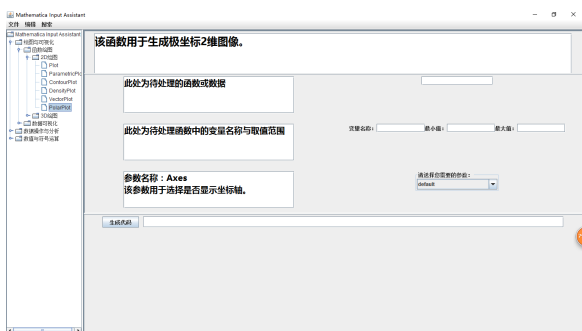 Mathematica Input Assistant
文件 编辑 搜索
Mathematica Input Assistant
绘图与可视化
函数绘图
2D绘图
Plot
ParametricPlo
ContourPlot
DensityPlot
VectorPlot
PolarPlot
3D绘图
数据可视化
数据操作与分析
数值与符号运算
该函数用于生成极坐标2维图像。
此处为待处理的函数或数据
此处为待处理函数中的变量名称与取值范围
变量名称： 最小值： 最大值：
参数名称：Axes
该参数用于选择是否显示坐标轴。
请选择你需要的参数：
default
生成代码